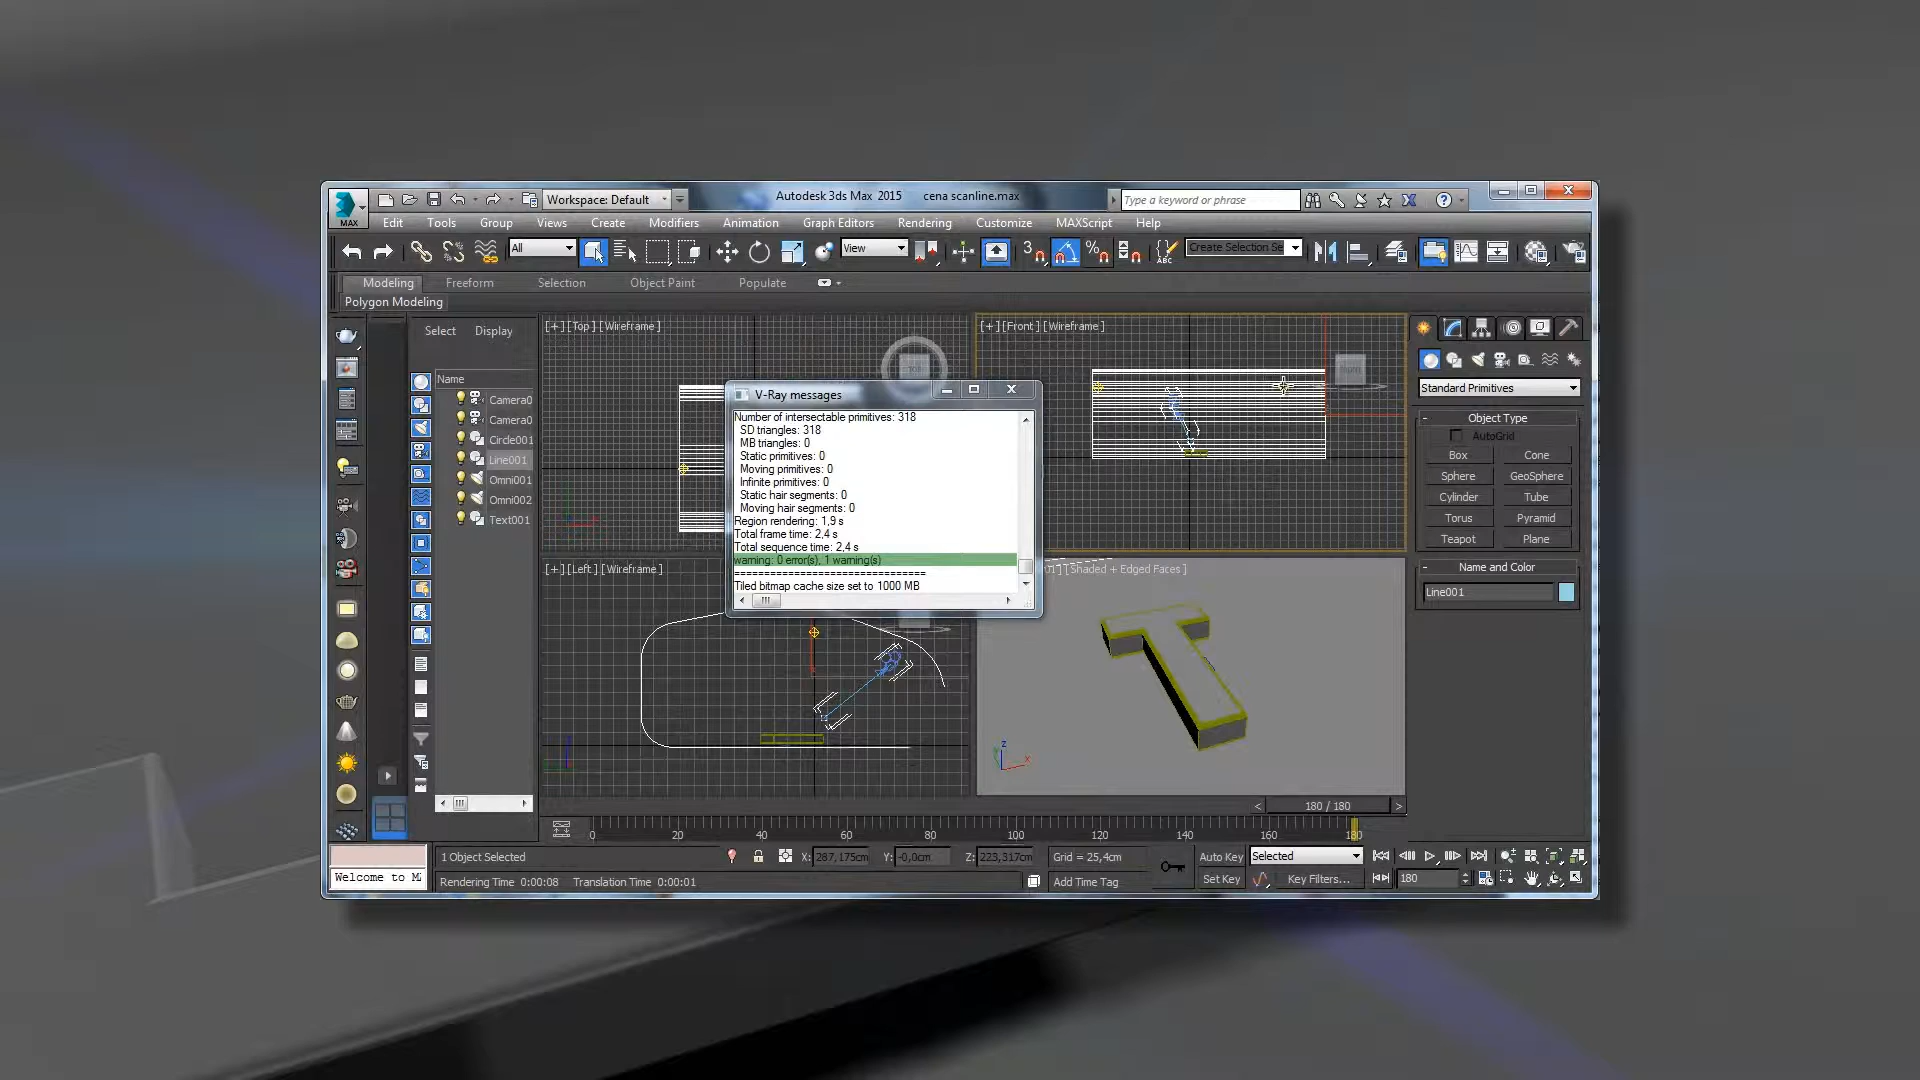 Workspace: Default
Autodesk 3ds Max 2015 cena scanline.max
Type a keyword or phrase
MAX
Edit Tools Group Views Create Modifiers Animation Graph Editors Rendering Customize MAXScript Help
All
View
3
%
ABC
Create Selection Se
Modeling Freeform Selection Object Paint Populate
Polygon Modeling
Select Display
Name
Camera0
Camera0
Circle001
Line001
Omni001
Omni002
Text001
[+] [Top] [Wireframe]
[+] [Front] [Wireframe]
TOP
V-Ray messages
Number of intersectable primitives: 318
SD triangles: 318
MB triangles: 0
Static primitives: 0
Moving primitives: 0
Infinite primitives: 0
Static hair segments: 0
Moving hair segments: 0
Region rendering: 1,9 s
Total frame time: 2,4 s
Total sequence time: 2,4 s
warning: 0 error(s), 1 warning(s)
==============================
Tiled bitmap cache size set to 1000 MB
[+] [Left] [Wireframe]
[Shaded + Edged Faces]
z
x
Standard Primitives
- Object Type
AutoGrid
Box Cone
Sphere GeoSphere
Cylinder Tube
Torus Pyramid
Teapot Plane
- Name and Color
Line001
< 180 / 180 >
0 20 40 60 80 100 120 140 160 180
1 Object Selected
X: 287,175cm Y: -0,0cm Z: 223,317cm Grid = 25,4cm
Auto Key Selected
Welcome to MA
Rendering Time 0:00:08 Translation Time 0:00:01
Add Time Tag
Set Key Key Filters...
180